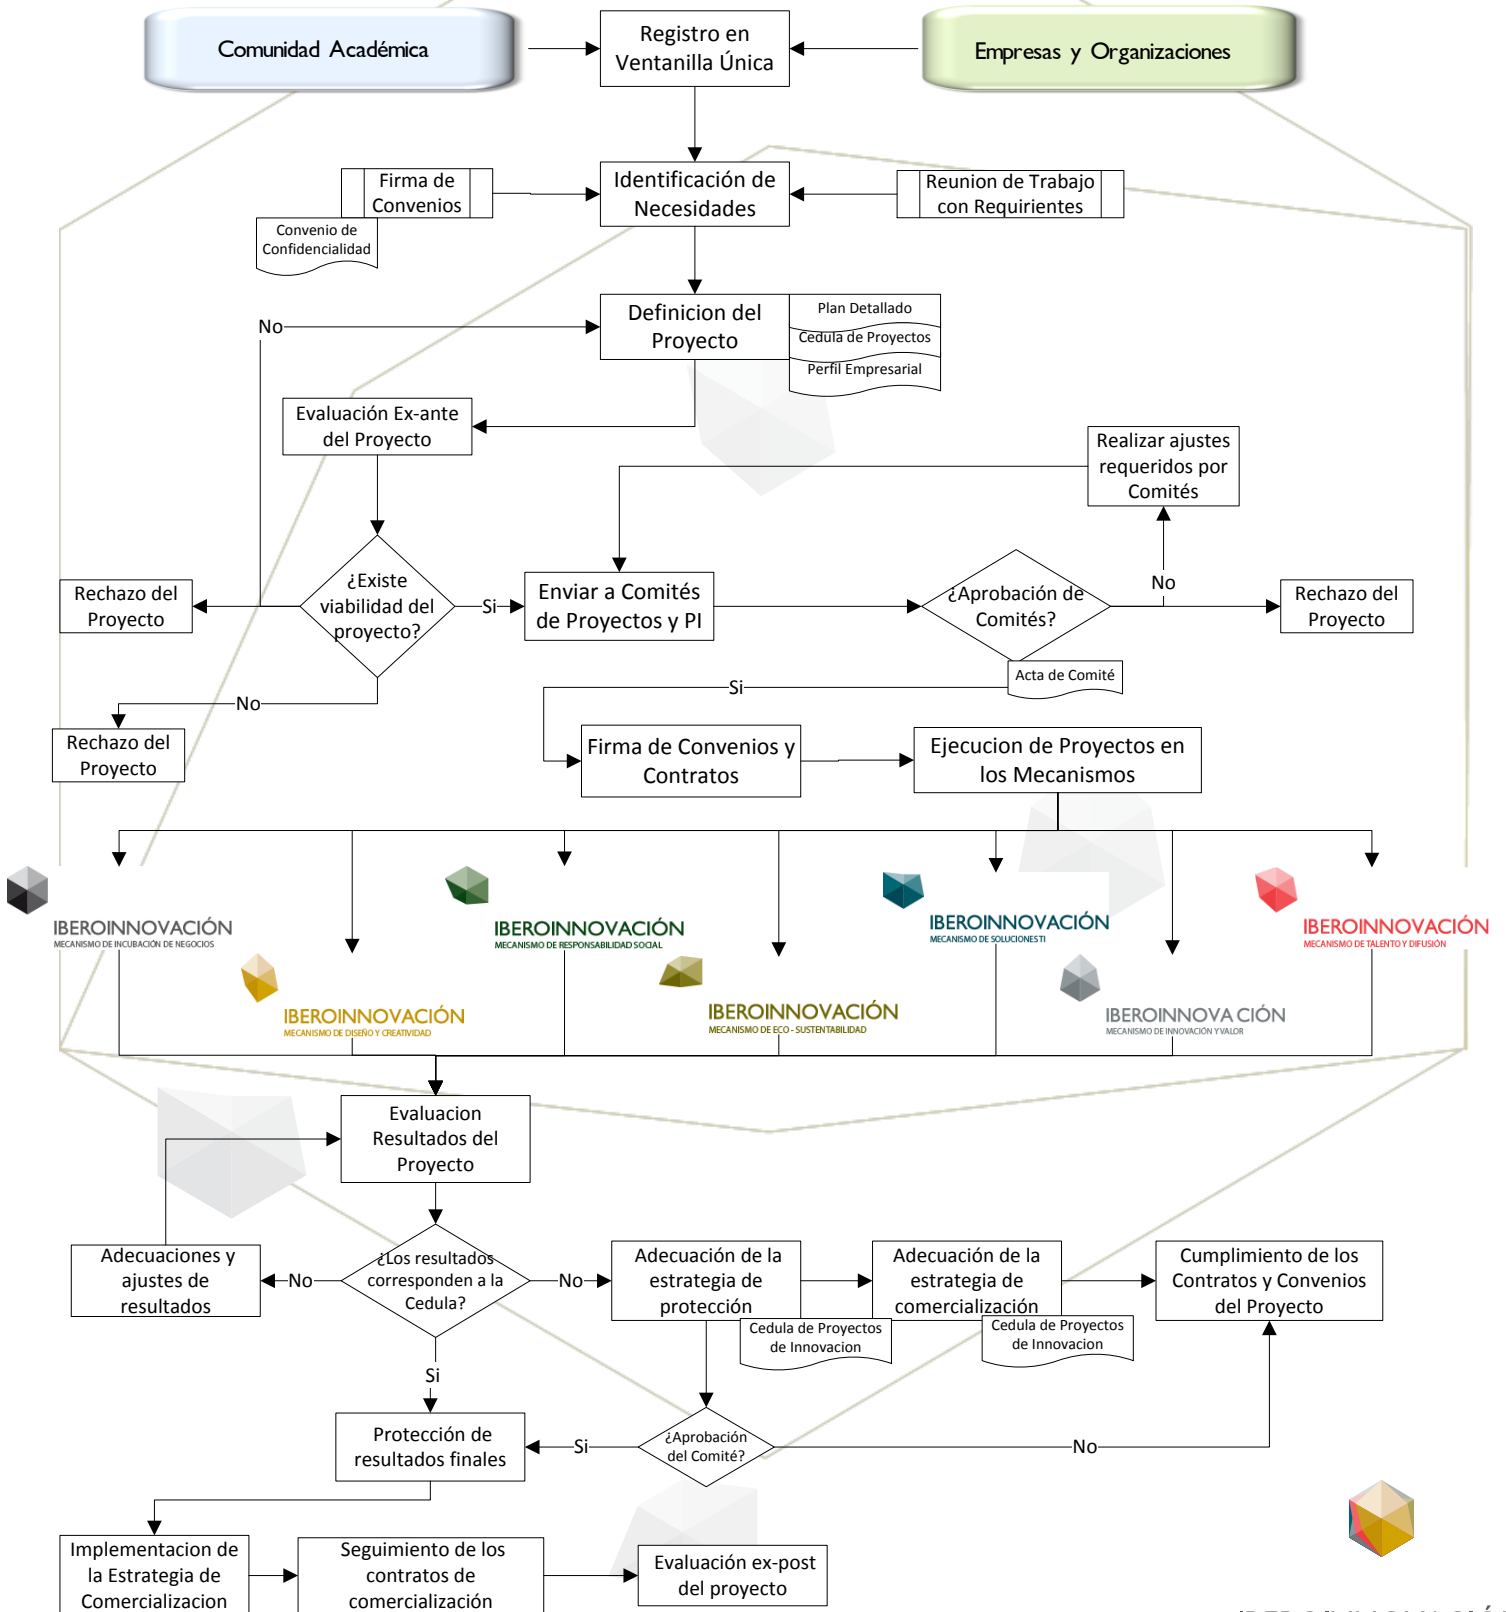 Comunidad Académica
Registro en
Ventanilla Única
Empresas y Organizaciones
Firma de
Convenios
Convenio de
Confidencialidad
Identificación de
Necesidades
Reunion de Trabajo
con Requirientes
No
Definicion del
Proyecto
Plan Detallado
Cedula de Proyectos
Perfil Empresarial
Evaluación Ex-ante
del Proyecto
Realizar ajustes
requeridos por
Comités
Rechazo del
Proyecto
¿Existe
viabilidad del
proyecto?
Si
Enviar a Comités
de Proyectos y PI
¿Aprobación de
Comités?
No
Rechazo del
Proyecto
Acta de Comité
Si
No
Rechazo del
Proyecto
Firma de Convenios y
Contratos
Ejecucion de Proyectos en
los Mecanismos
IBEROINNOVACIÓN
MECANISMO DE INCUBACIÓN DE NEGOCIOS
IBEROINNOVACIÓN
MECANISMO DE RESPONSABILIDAD SOCIAL
IBEROINNOVACIÓN
MECANISMO DE SOLUCIONES TI
IBEROINNOVACIÓN
MECANISMO DE TALENTO Y DIFUSIÓN
IBEROINNOVACIÓN
MECANISMO DE DISEÑO Y CREATIVIDAD
IBEROINNOVACIÓN
MECANISMO DE ECO - SUSTENTABILIDAD
IBEROINNOVACIÓN
MECANISMO DE INNOVACIÓN Y VALOR
Evaluacion
Resultados del
Proyecto
Adecuaciones y
ajustes de
resultados
No
¿Los resultados
corresponden a la
Cedula?
No
Adecuación de la
estrategia de
protección
Cedula de Proyectos
de Innovacion
Adecuación de la
estrategia de
comercialización
Cedula de Proyectos
de Innovacion
Cumplimiento de los
Contratos y Convenios
del Proyecto
Si
Protección de
resultados finales
Si
¿Aprobación
del Comité?
No
Implementacion de
la Estrategia de
Comercializacion
Seguimiento de los
contratos de
comercialización
Evaluación ex-post
del proyecto